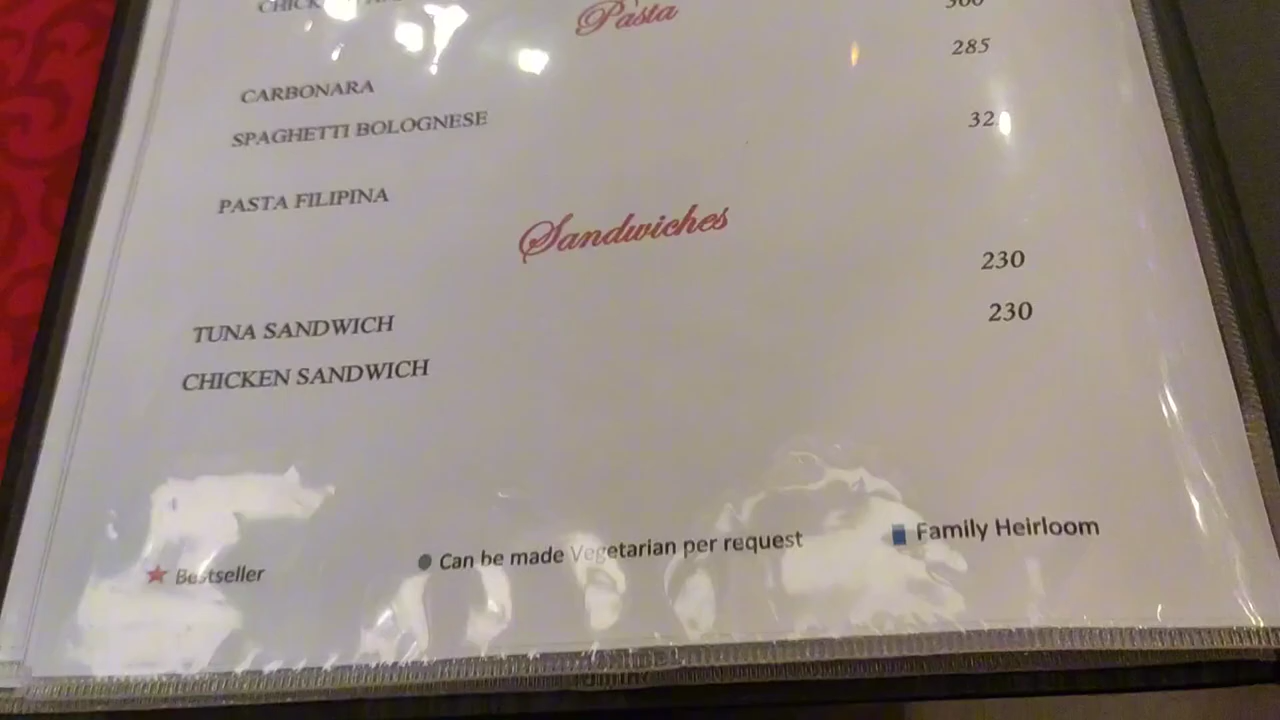 Pasta
285
CARBONARA
SPAGHETTI BOLOGNESE
PASTA FILIPINA
Sandwiches
230
TUNA SANDWICH
230
CHICKEN SANDWICH
★ Bestseller
Can be made Vegetarian per request
Family Heirloom